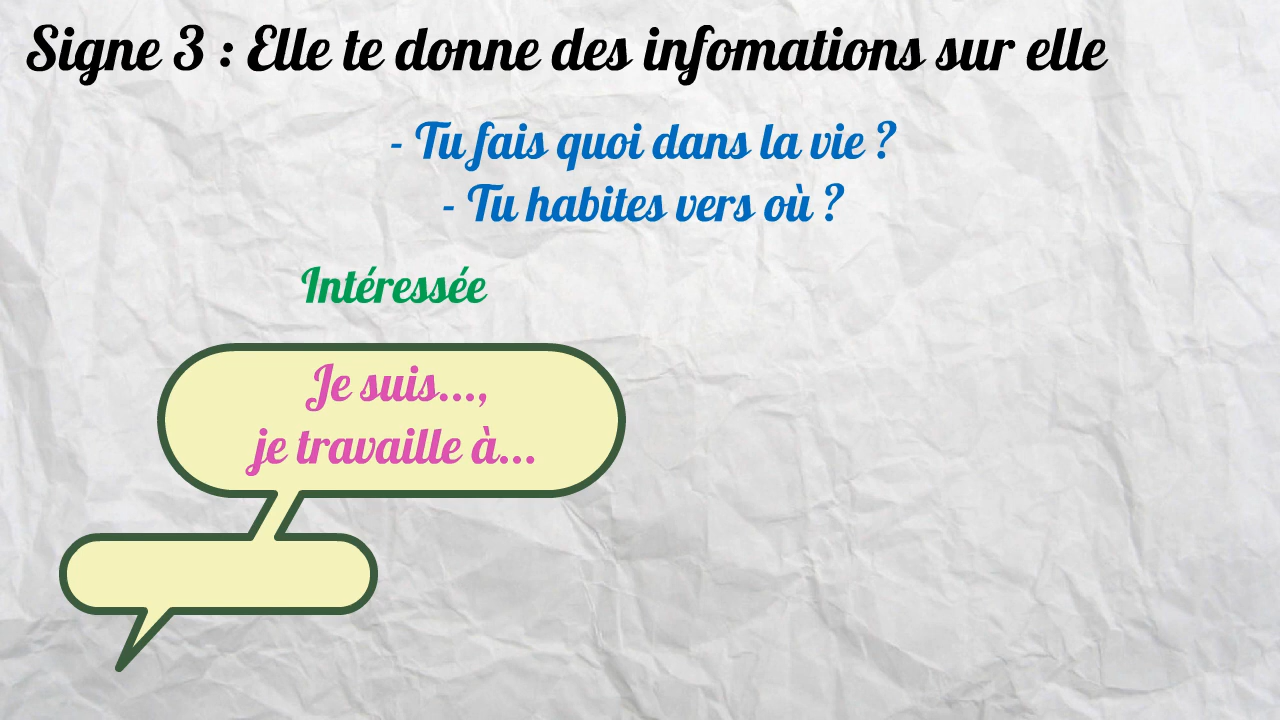 Signe 3 : Elle te donne des infomations sur elle
- Tu fais quoi dans la vie ?
- Tu habites vers où ?
Intéressée
Je suis...,
je travaille à...